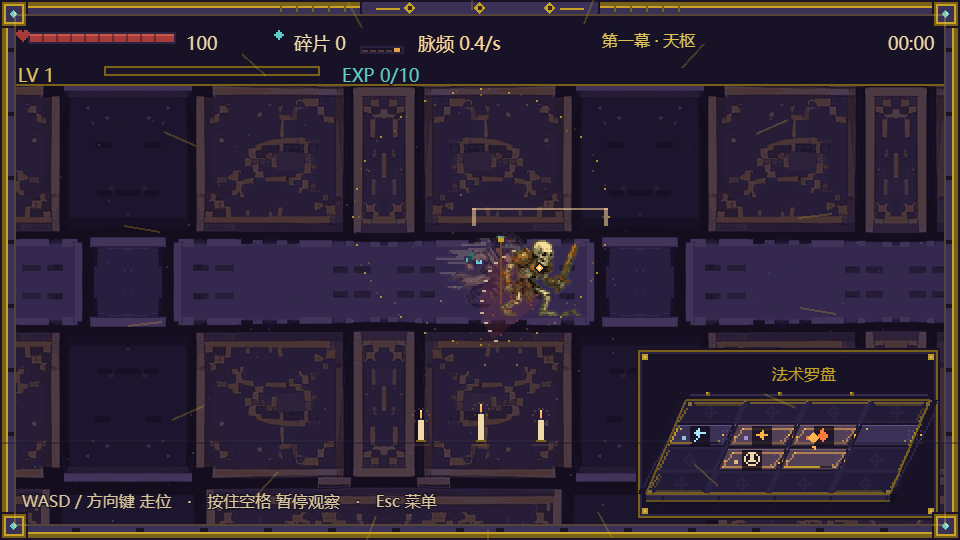 100 碎片 0 脉频 0.4/s 第一幕 · 天枢 00:00
LV 1 EXP 0/10
法术罗盘
WASD / 方向键 走位 · 按住空格 暂停观察 · Esc 菜单